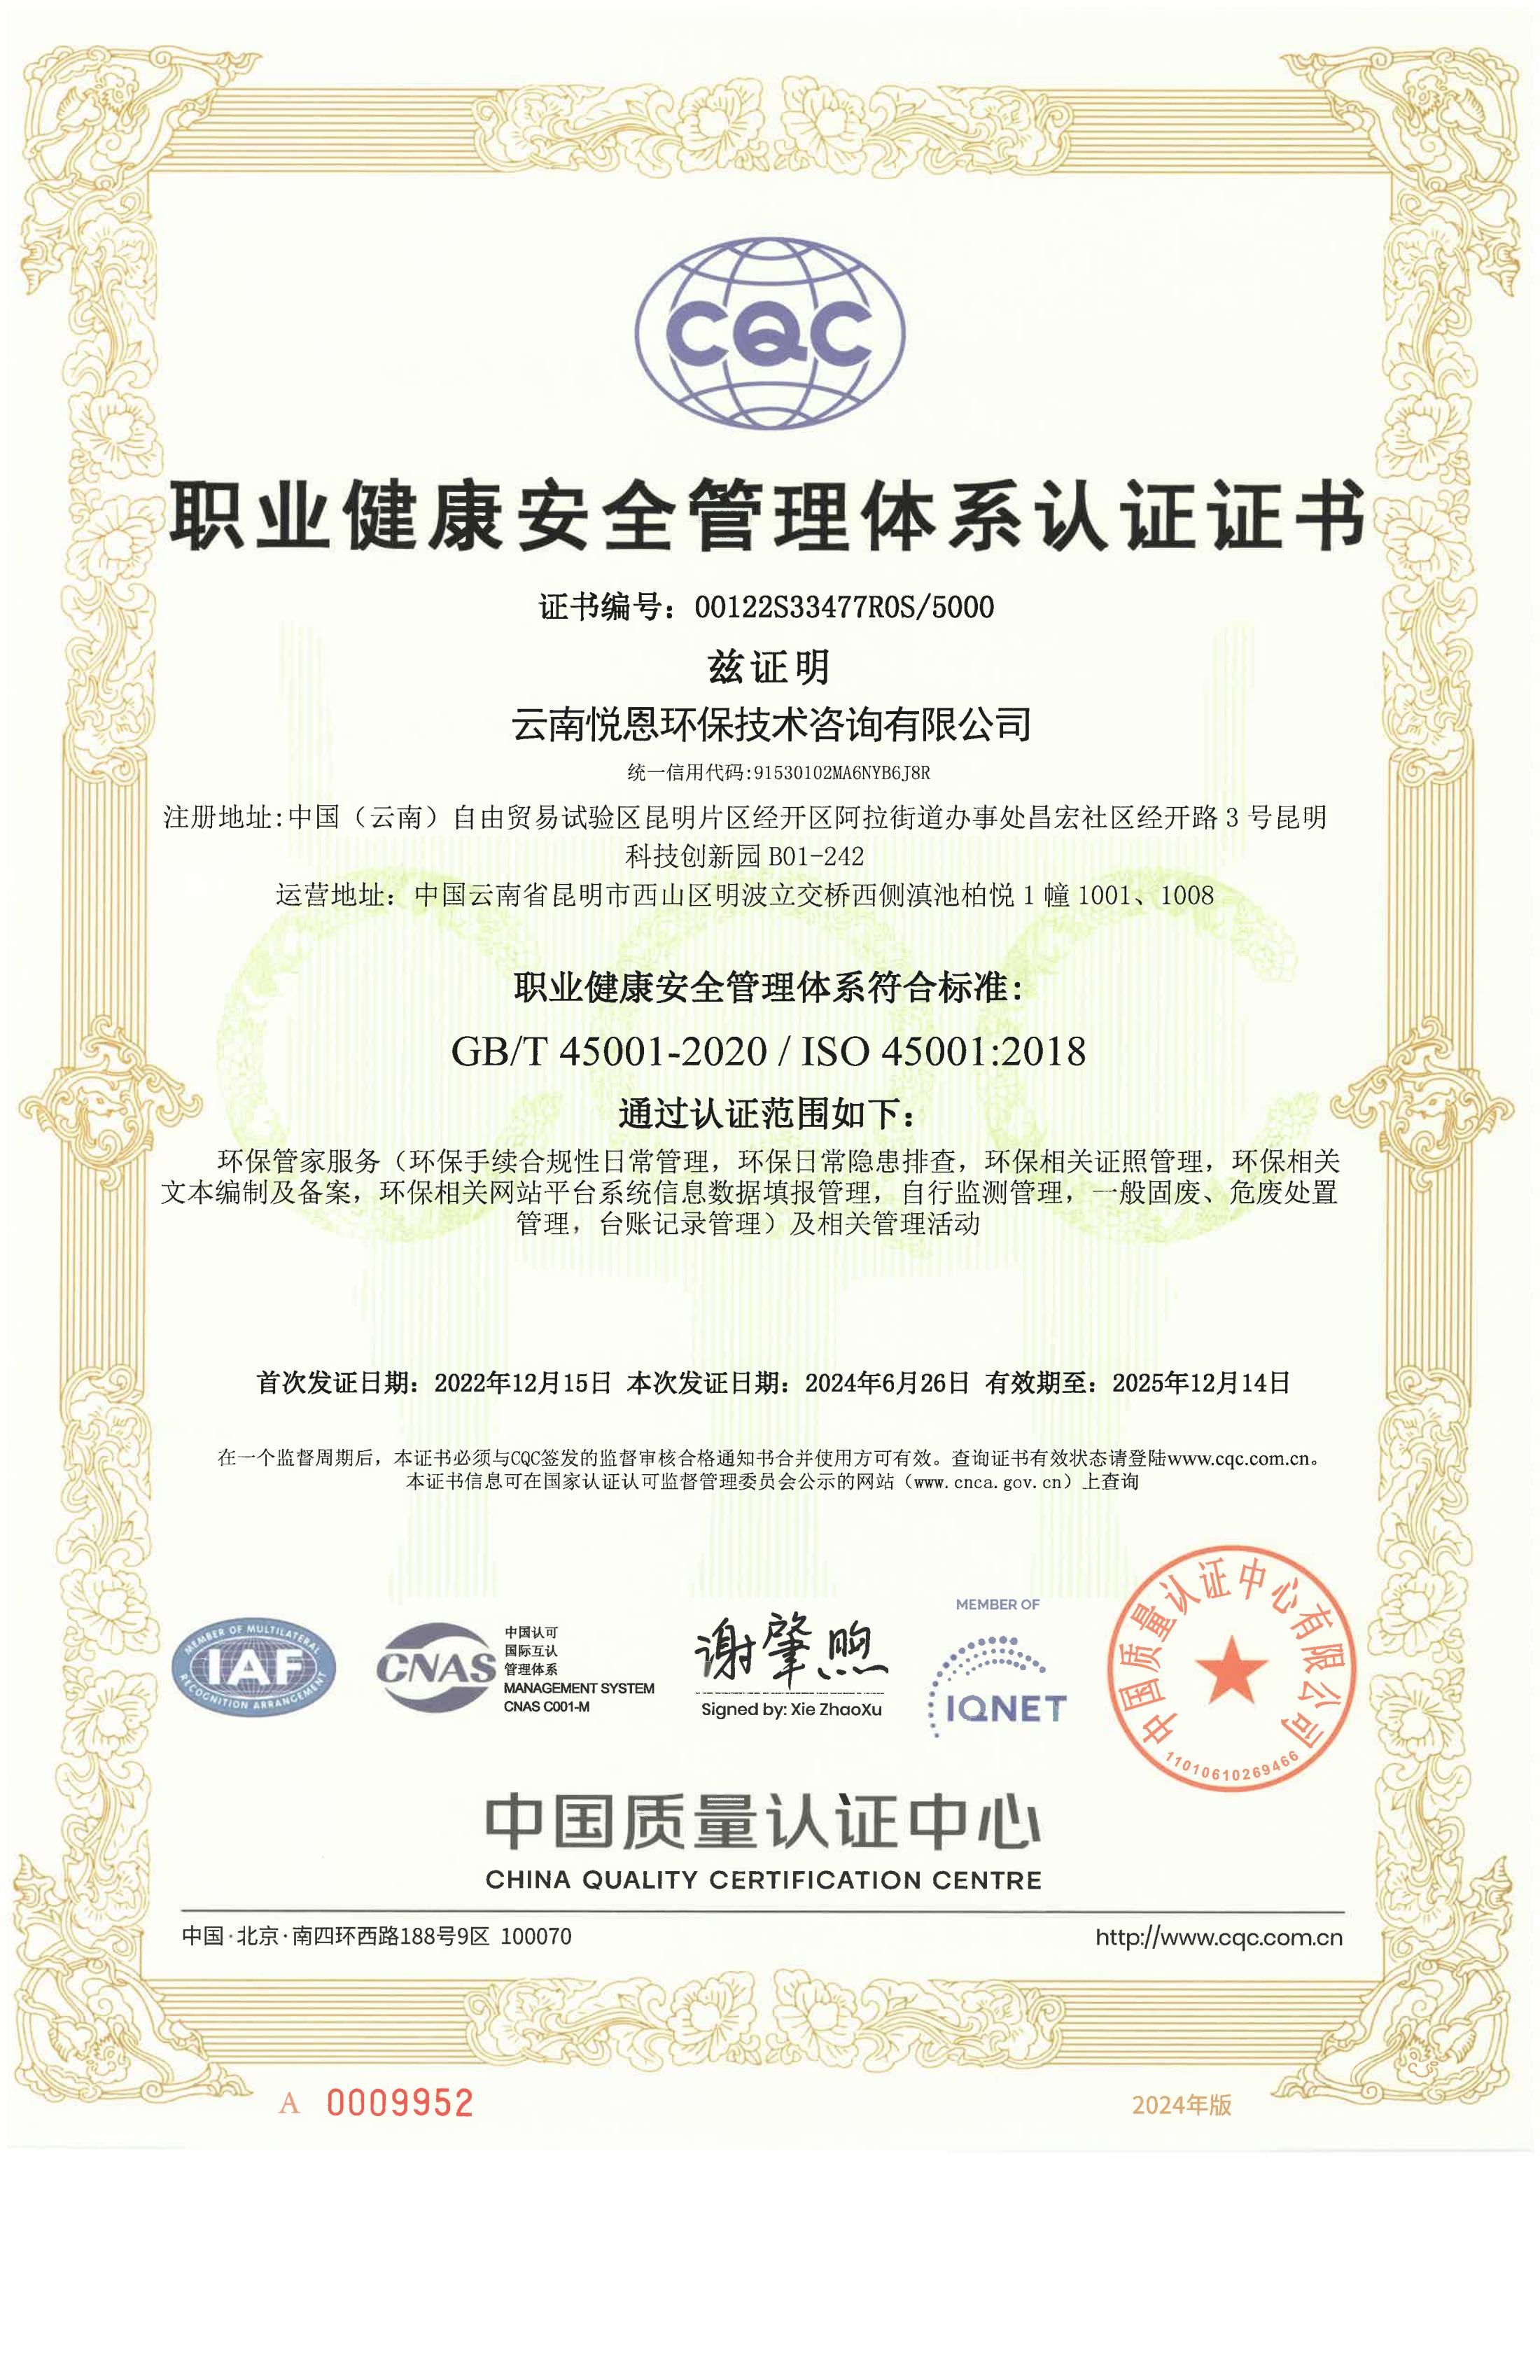 CQC
职业健康安全管理体系认证证书
证书编号：00122S33477R0S/5000
兹证明
云南悦恩环保技术咨询有限公司
统一信用代码:91530102MA6NYB6J8R
注册地址:中国（云南）自由贸易试验区昆明片区经开区阿拉街道办事处昌宏社区经开路 3 号昆明
科技创新园 B01-242
运营地址：中国云南省昆明市西山区明波立交桥西侧滇池柏悦 1 幢 1001、1008
职业健康安全管理体系符合标准：
GB/T 45001-2020 / ISO 45001:2018
通过认证范围如下：
环保管家服务（环保手续合规性日常管理，环保日常隐患排查，环保相关证照管理，环保相关
文本编制及备案，环保相关网站平台系统信息数据填报管理，自行监测管理，一般固废、危废处置
管理，台账记录管理）及相关管理活动
首次发证日期：2022年12月15日 本次发证日期：2024年6月26日 有效期至：2025年12月14日
在一个监督周期后，本证书必须与CQC签发的监督审核合格通知书合并使用方可有效。查询证书有效状态请登陆www.cqc.com.cn。
本证书信息可在国家认证认可监督管理委员会公示的网站（www.cnca.gov.cn）上查询
MEMBER OF MULTILATERAL
IAF
RECOGNITION ARRANGEMENT
CNAS
中国认可
国际互认
管理体系
MANAGEMENT SYSTEM
CNAS C001-M
谢肇煦
Signed by: Xie ZhaoXu
MEMBER OF
IQNET
中国质量认证中心有限公司
11010610269466
中国质量认证中心
CHINA QUALITY CERTIFICATION CENTRE
中国·北京·南四环西路188号9区 100070
http://www.cqc.com.cn
A 0009952
2024年版